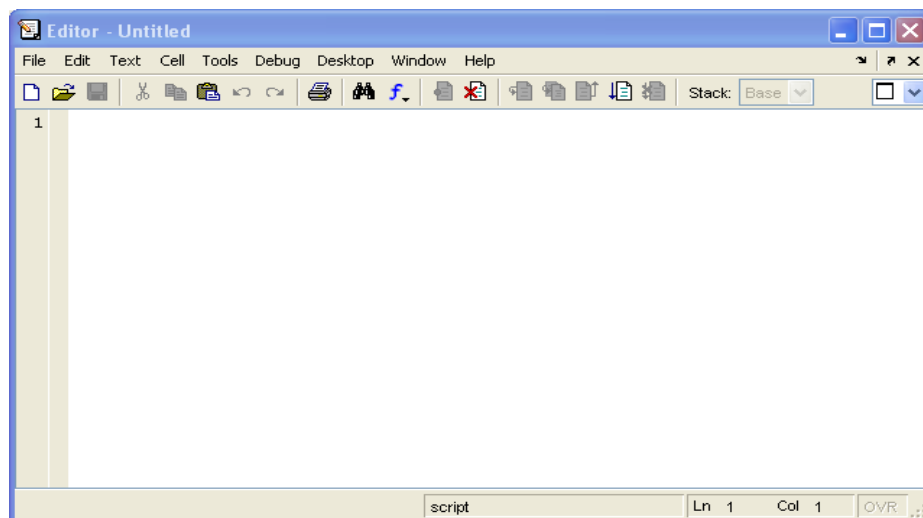 Editor - Untitled
File Edit Text Cell Tools Debug Desktop Window Help
Stack: Base
1
script Ln 1 Col 1 OVR